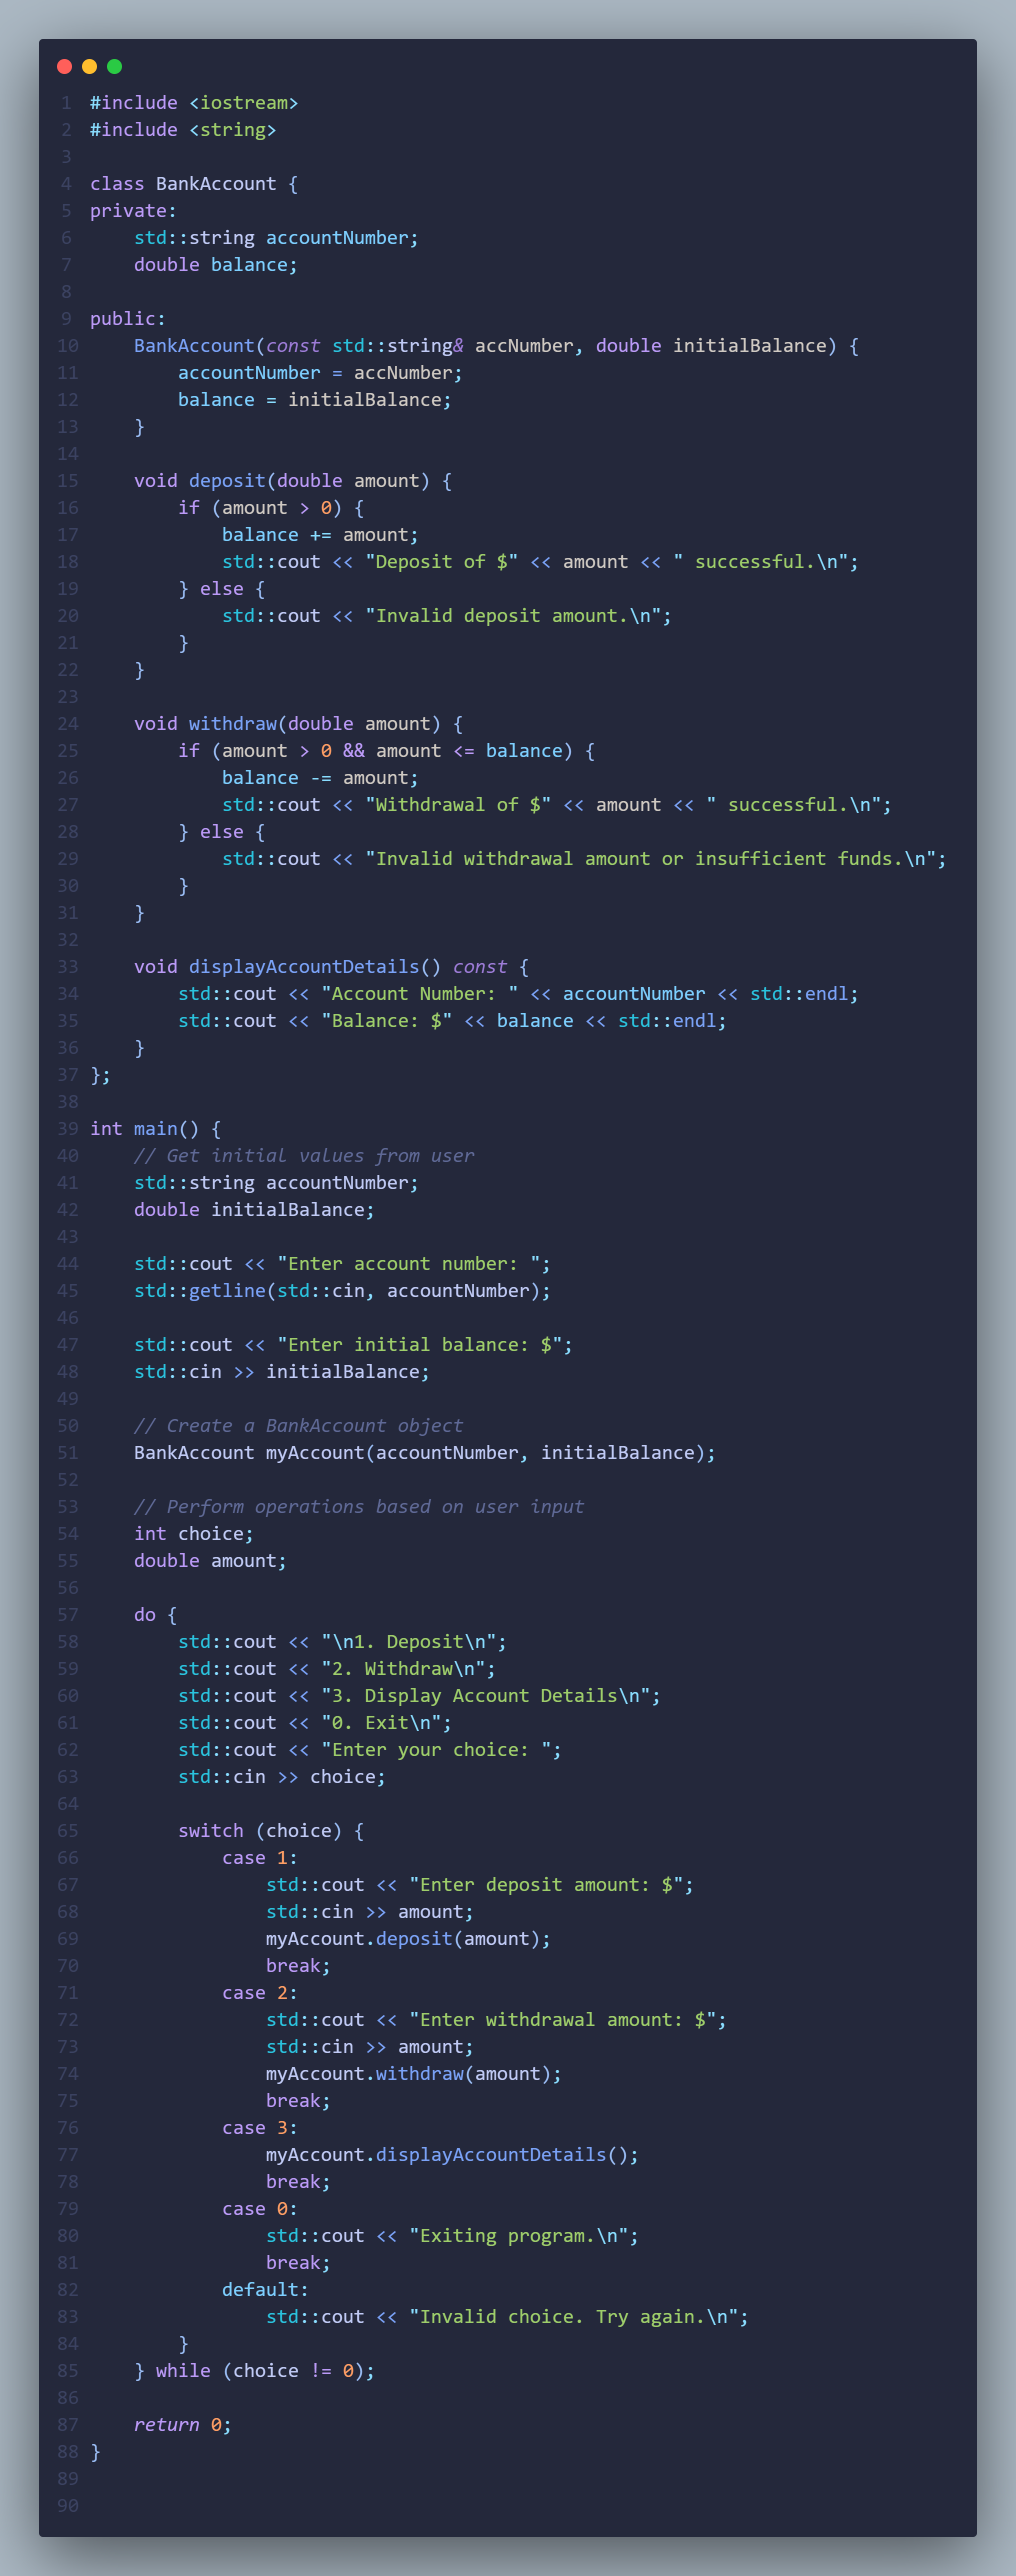 1 #include <iostream>
2 #include <string>
3
4 class BankAccount {
5 private:
6     std::string accountNumber;
7     double balance;
8
9 public:
10     BankAccount(const std::string& accNumber, double initialBalance) {
11         accountNumber = accNumber;
12         balance = initialBalance;
13     }
14
15     void deposit(double amount) {
16         if (amount > 0) {
17             balance += amount;
18             std::cout << "Deposit of $" << amount << " successful.\n";
19         } else {
20             std::cout << "Invalid deposit amount.\n";
21         }
22     }
23
24     void withdraw(double amount) {
25         if (amount > 0 && amount <= balance) {
26             balance -= amount;
27             std::cout << "Withdrawal of $" << amount << " successful.\n";
28         } else {
29             std::cout << "Invalid withdrawal amount or insufficient funds.\n";
30         }
31     }
32
33     void displayAccountDetails() const {
34         std::cout << "Account Number: " << accountNumber << std::endl;
35         std::cout << "Balance: $" << balance << std::endl;
36     }
37 };
38
39 int main() {
40     // Get initial values from user
41     std::string accountNumber;
42     double initialBalance;
43
44     std::cout << "Enter account number: ";
45     std::getline(std::cin, accountNumber);
46
47     std::cout << "Enter initial balance: $";
48     std::cin >> initialBalance;
49
50     // Create a BankAccount object
51     BankAccount myAccount(accountNumber, initialBalance);
52
53     // Perform operations based on user input
54     int choice;
55     double amount;
56
57     do {
58         std::cout << "\n1. Deposit\n";
59         std::cout << "2. Withdraw\n";
60         std::cout << "3. Display Account Details\n";
61         std::cout << "0. Exit\n";
62         std::cout << "Enter your choice: ";
63         std::cin >> choice;
64
65         switch (choice) {
66             case 1:
67                 std::cout << "Enter deposit amount: $";
68                 std::cin >> amount;
69                 myAccount.deposit(amount);
70                 break;
71             case 2:
72                 std::cout << "Enter withdrawal amount: $";
73                 std::cin >> amount;
74                 myAccount.withdraw(amount);
75                 break;
76             case 3:
77                 myAccount.displayAccountDetails();
78                 break;
79             case 0:
80                 std::cout << "Exiting program.\n";
81                 break;
82             default:
83                 std::cout << "Invalid choice. Try again.\n";
84         }
85     } while (choice != 0);
86
87     return 0;
88 }
89
90